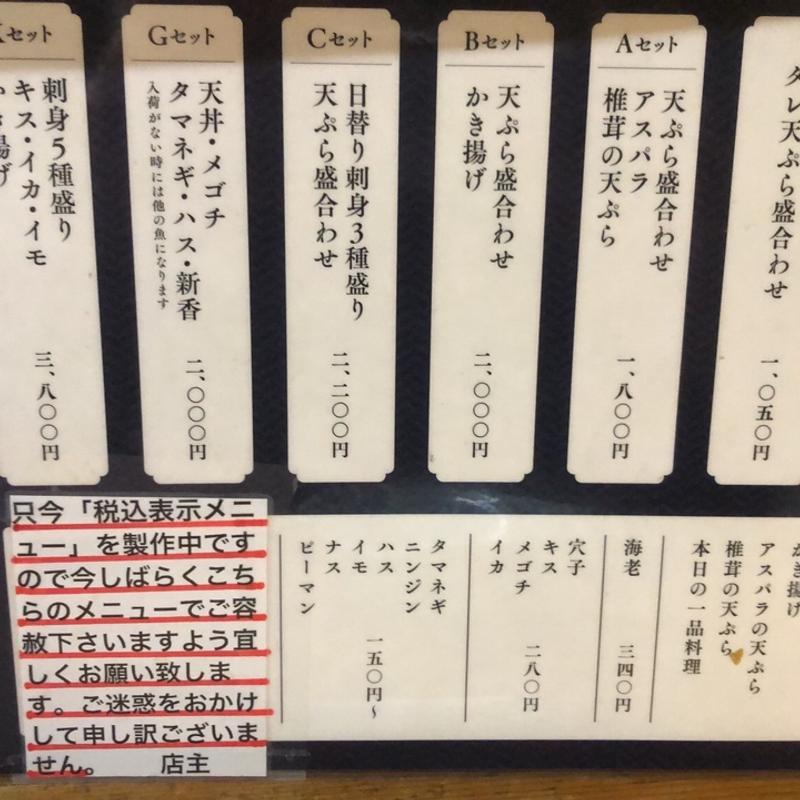 タレ天ぷら盛合わせ
一、〇五〇円
Aセット
天ぷら盛合わせ
アスパラ
椎茸の天ぷら
一、八〇〇円
Bセット
天ぷら盛合わせ
かき揚げ
二、〇〇〇円
Cセット
日替り刺身3種盛り
天ぷら盛合わせ
二、二〇〇円
Gセット
天丼・メゴチ
タマネギ・ハス・新香
入荷がない時には他の魚になります
二、〇〇〇円
Kセット
刺身5種盛り
キス・イカ・イモ
かき揚げ
三、八〇〇円
かき揚げ
アスパラの天ぷら
椎茸の天ぷら
本日の一品料理
海老
三四〇円
穴子
キス
メゴチ
イカ
二八〇円
タマネギ
ニンジン
ハス
イモ
ナス
ピーマン
一五〇円~
只今「税込表示メニ
ュー」を製作中です
ので今しばらくこち
らのメニューでご容
赦下さいますよう宜
しくお願い致しま
す。ご迷惑をおかけ
して申し訳ございま
せん。 店主